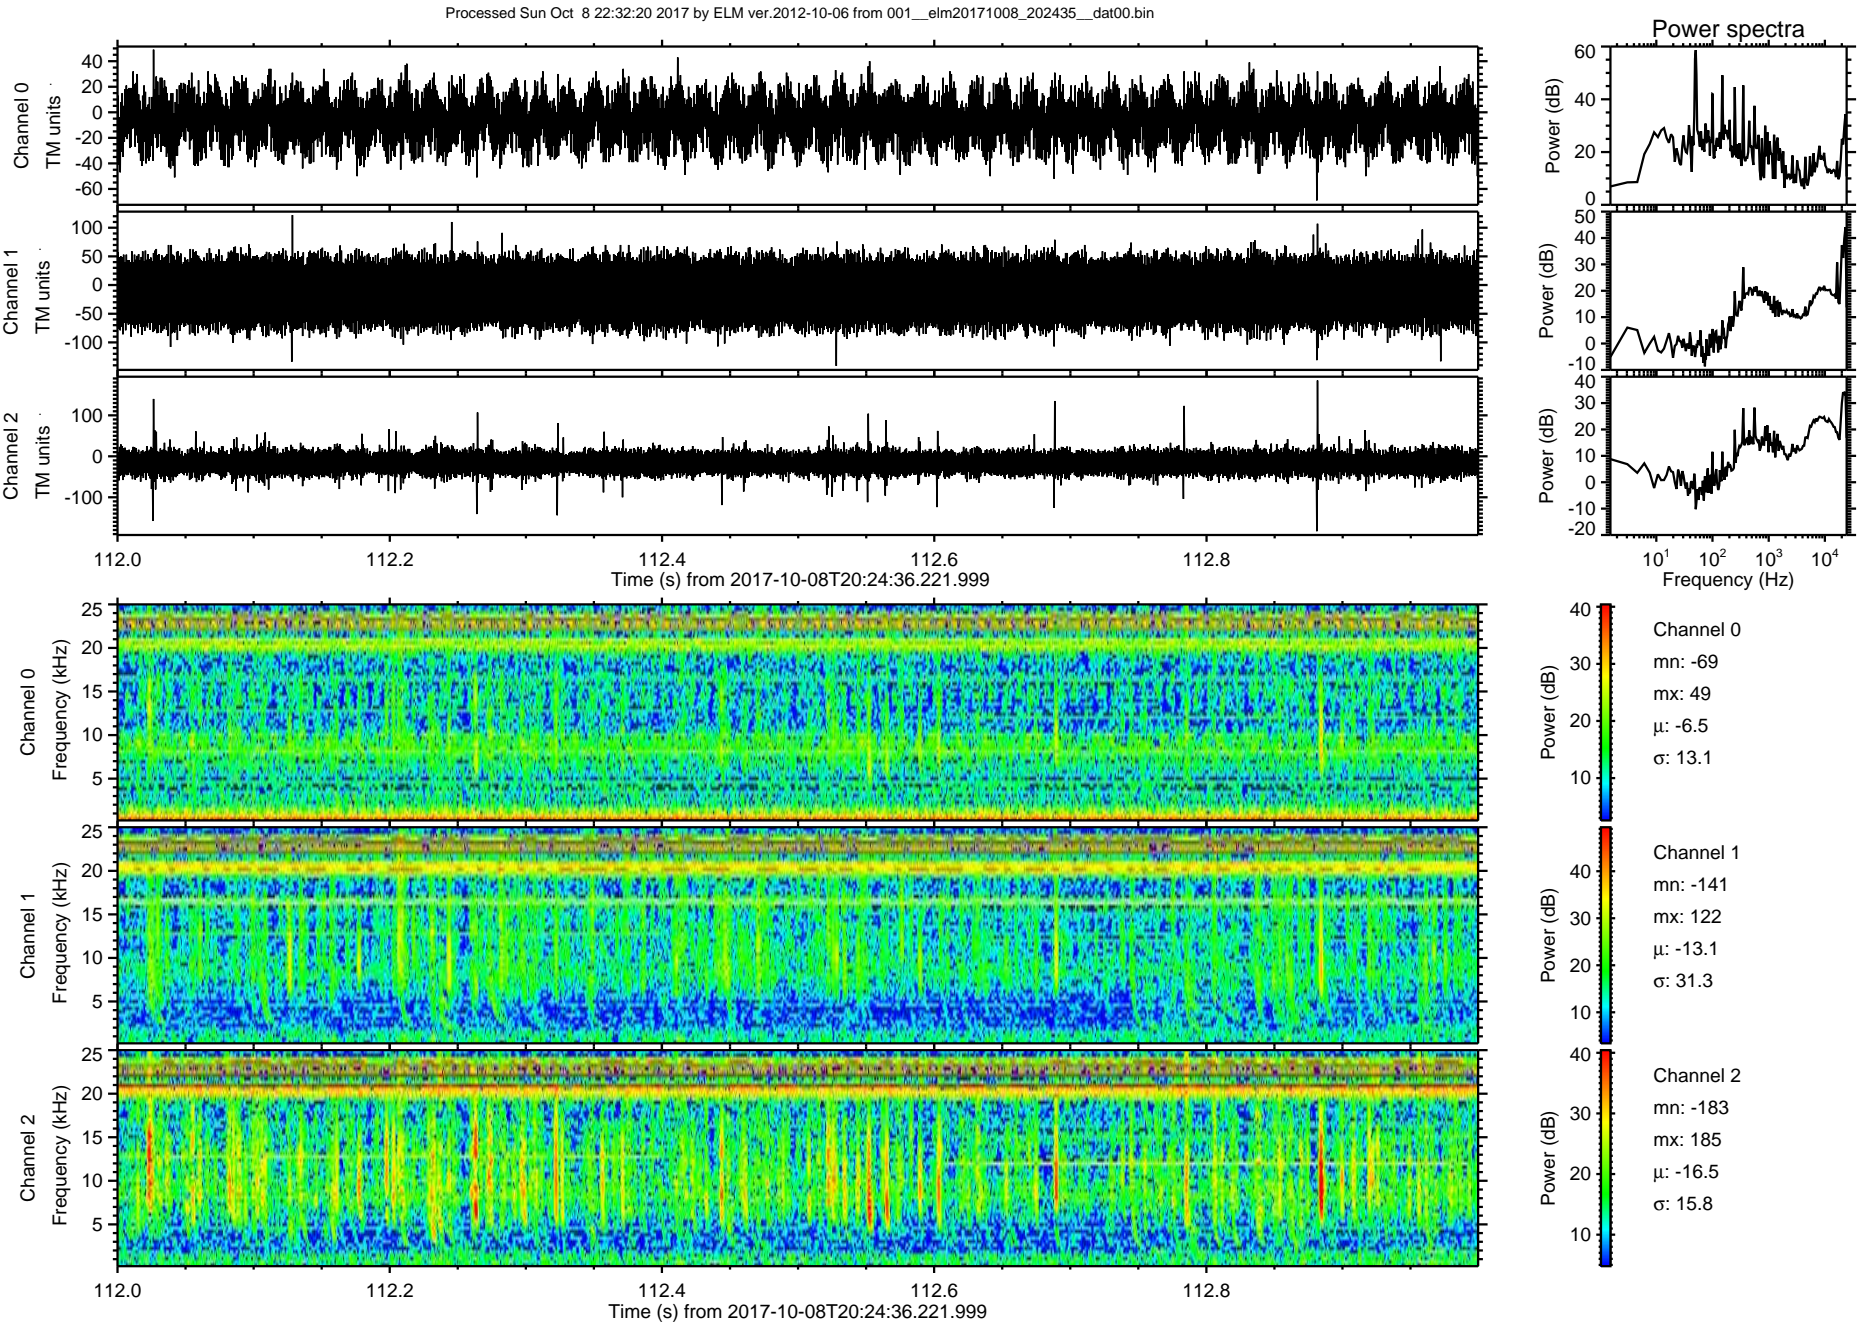 Processed Sun Oct  8 22:32:20 2017 by ELM ver.2012-10-06 from 001__elm20171008_202435__dat00.bin
Power spectra
Channel 0
TM units
40
20
0
-20
-40
-60
Power (dB)
60
40
20
0
Channel 1
TM units
100
50
0
-50
-100
Power (dB)
50
40
30
20
10
0
-10
Channel 2
TM units
100
0
-100
Power (dB)
40
30
20
10
0
-10
-20
112.0
112.2
112.4
112.6
112.8
Time (s) from 2017-10-08T20:24:36.221.999
10^1
10^2
10^3
10^4
Frequency (Hz)
Channel 0
Frequency (kHz)
25
20
15
10
5
Power (dB)
40
30
20
10
Channel 0
mn: -69
mx: 49
µ: -6.5
σ: 13.1
Channel 1
Frequency (kHz)
25
20
15
10
5
Power (dB)
40
30
20
10
Channel 1
mn: -141
mx: 122
µ: -13.1
σ: 31.3
Channel 2
Frequency (kHz)
25
20
15
10
5
Power (dB)
40
30
20
10
Channel 2
mn: -183
mx: 185
µ: -16.5
σ: 15.8
112.0
112.2
112.4
112.6
112.8
Time (s) from 2017-10-08T20:24:36.221.999